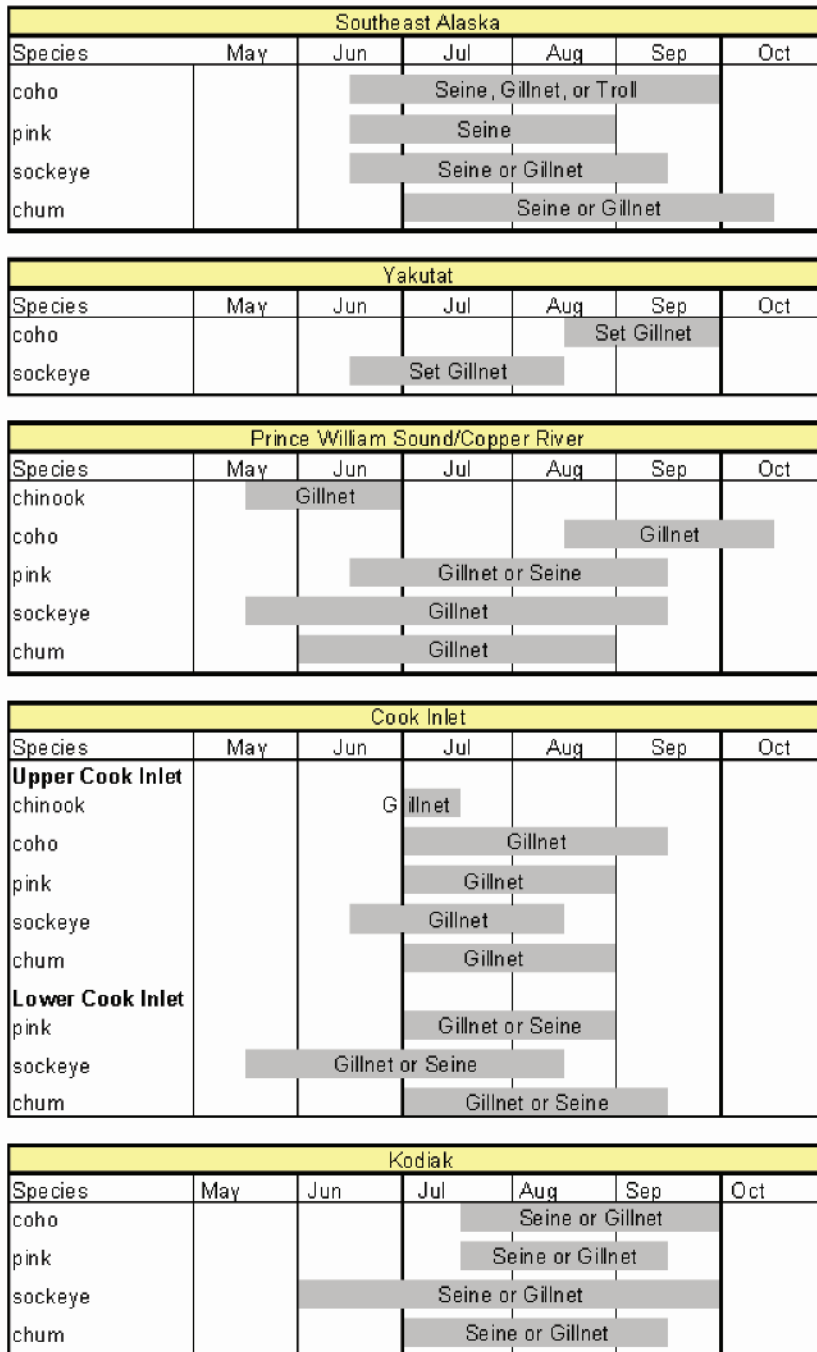 Southeast Alaska
Species May Jun Jul Aug Sep Oct
coho Seine, Gillnet, or Troll
pink Seine
sockeye Seine or Gillnet
chum Seine or Gillnet
Yakutat
Species May Jun Jul Aug Sep Oct
coho Set Gillnet
sockeye Set Gillnet
Prince William Sound/Copper River
Species May Jun Jul Aug Sep Oct
chinook Gillnet
coho Gillnet
pink Gillnet or Seine
sockeye Gillnet
chum Gillnet
Cook Inlet
Species May Jun Jul Aug Sep Oct
Upper Cook Inlet
chinook Gillnet
coho Gillnet
pink Gillnet
sockeye Gillnet
chum Gillnet
Lower Cook Inlet
pink Gillnet or Seine
sockeye Gillnet or Seine
chum Gillnet or Seine
Kodiak
Species May Jun Jul Aug Sep Oct
coho Seine or Gillnet
pink Seine or Gillnet
sockeye Seine or Gillnet
chum Seine or Gillnet